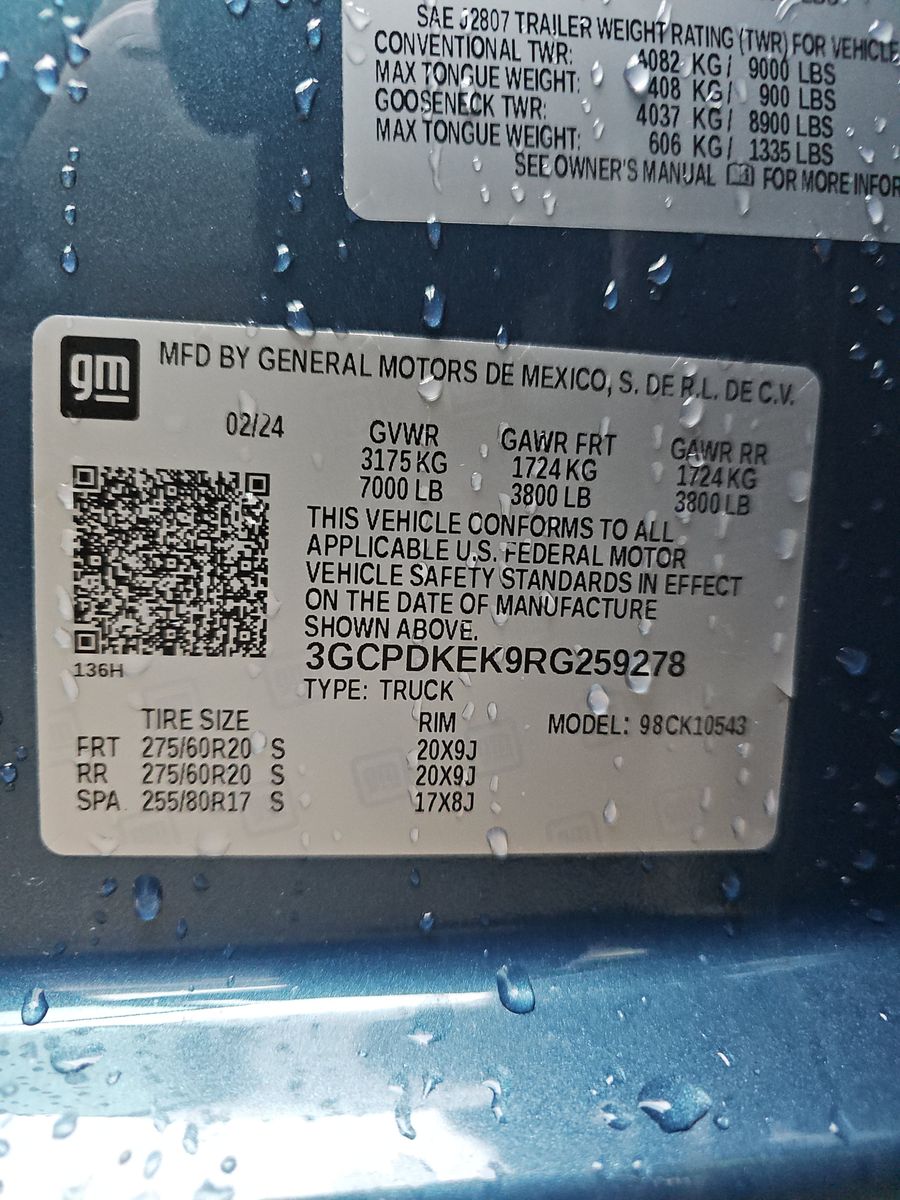 SAE J2807 TRAILER WEIGHT RATING (TWR) FOR VEHICLE
CONVENTIONAL TWR: 4082 KG/ 9000 LBS
MAX TONGUE WEIGHT: 408 KG/ 900 LBS
GOOSENECK TWR: 4037 KG/ 8900 LBS
MAX TONGUE WEIGHT: 606 KG/ 1335 LBS
SEE OWNER'S MANUAL FOR MORE INFOR
gm
MFD BY GENERAL MOTORS DE MEXICO, S. DE R.L. DE C.V.
02/24
GVWR GAWR FRT GAWR RR
3175 KG 1724 KG 1724 KG
7000 LB 3800 LB 3800 LB
THIS VEHICLE CONFORMS TO ALL
APPLICABLE U.S. FEDERAL MOTOR
VEHICLE SAFETY STANDARDS IN EFFECT
ON THE DATE OF MANUFACTURE
SHOWN ABOVE.
136H
3GCPDKEK9RG259278
TYPE: TRUCK
TIRE SIZE RIM MODEL: 98CK10543
FRT 275/60R20 S 20X9J
RR 275/60R20 S 20X9J
SPA 255/80R17 S 17X8J